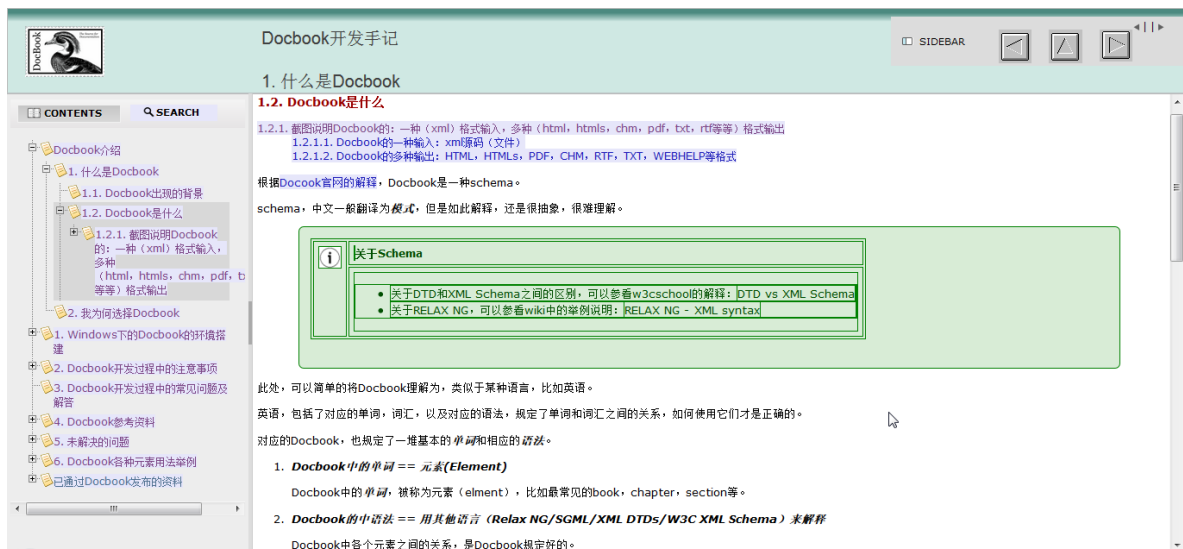 DocBook
Docbook开发手记
SIDEBAR
1. 什么是Docbook
CONTENTS
SEARCH
Docbook介绍
1. 什么是Docbook
1.1. Docbook出现的背景
1.2. Docbook是什么
1.2.1. 截图说明Docbook
的：一种（xml）格式输入，
多种
（html，htmls，chm，pdf，t
等等）格式输出
2. 我为何选择Docbook
1. Windows下的Docbook的环境搭
建
2. Docbook开发过程中的注意事项
3. Docbook开发过程中的常见问题及
解答
4. Docbook参考资料
5. 未解决的问题
6. Docbook各种元素用法举例
已通过Docbook发布的资料
1.2. Docbook是什么
1.2.1. 截图说明Docbook的：一种（xml）格式输入，多种（html，htmls，chm，pdf，txt，rtf等等）格式输出
1.2.1.1. Docbook的一种输入：xml源码（文件）
1.2.1.2. Docbook的多种输出：HTML，HTMLs，PDF，CHM，RTF，TXT，WEBHELP等格式
根据Docook官网的解释，Docbook是一种schema。
schema，中文一般翻译为模式，但是如此解释，还是很抽象，很难理解。
关于Schema
• 关于DTD和XML Schema之间的区别，可以参看w3cschool的解释：DTD vs XML Schema
• 关于RELAX NG，可以参看wiki中的举例说明：RELAX NG - XML syntax
此处，可以简单的将Docbook理解为，类似于某种语言，比如英语。
英语，包括了对应的单词，词汇，以及对应的语法，规定了单词和词汇之间的关系，如何使用它们才是正确的。
对应的Docbook，也规定了一堆基本的单词和相应的语法。
1. Docbook中的单词 == 元素(Element)
Docbook中的单词，被称为元素（elment），比如最常见的book，chapter，section等。
2. Docbook的中语法 == 用其他语言（Relax NG/SGML/XML DTDs/W3C XML Schema）来解释
Docbook中各个元素之间的关系，是Docbook规定好的。